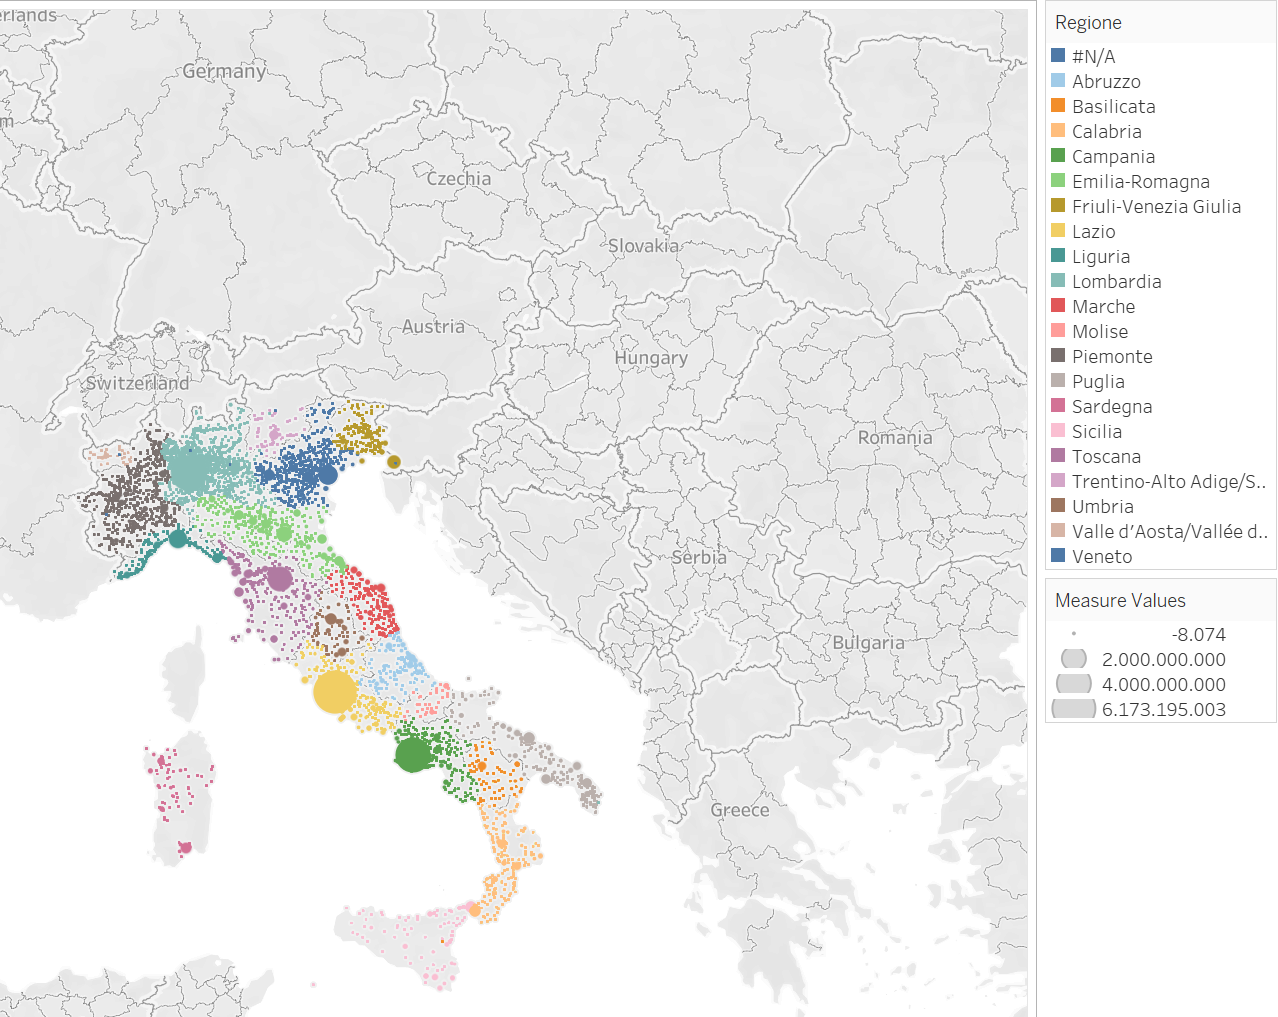 erlands
Germany
m
Czechia
Slovakia
Austria
Hungary
Switzerland
Romania
Serbia
Bulgaria
Greece
Regione
#N/A
Abruzzo
Basilicata
Calabria
Campania
Emilia-Romagna
Friuli-Venezia Giulia
Lazio
Liguria
Lombardia
Marche
Molise
Piemonte
Puglia
Sardegna
Sicilia
Toscana
Trentino-Alto Adige/S..
Umbria
Valle d'Aosta/Vallée d..
Veneto
Measure Values
-8.074
2.000.000.000
4.000.000.000
6.173.195.003